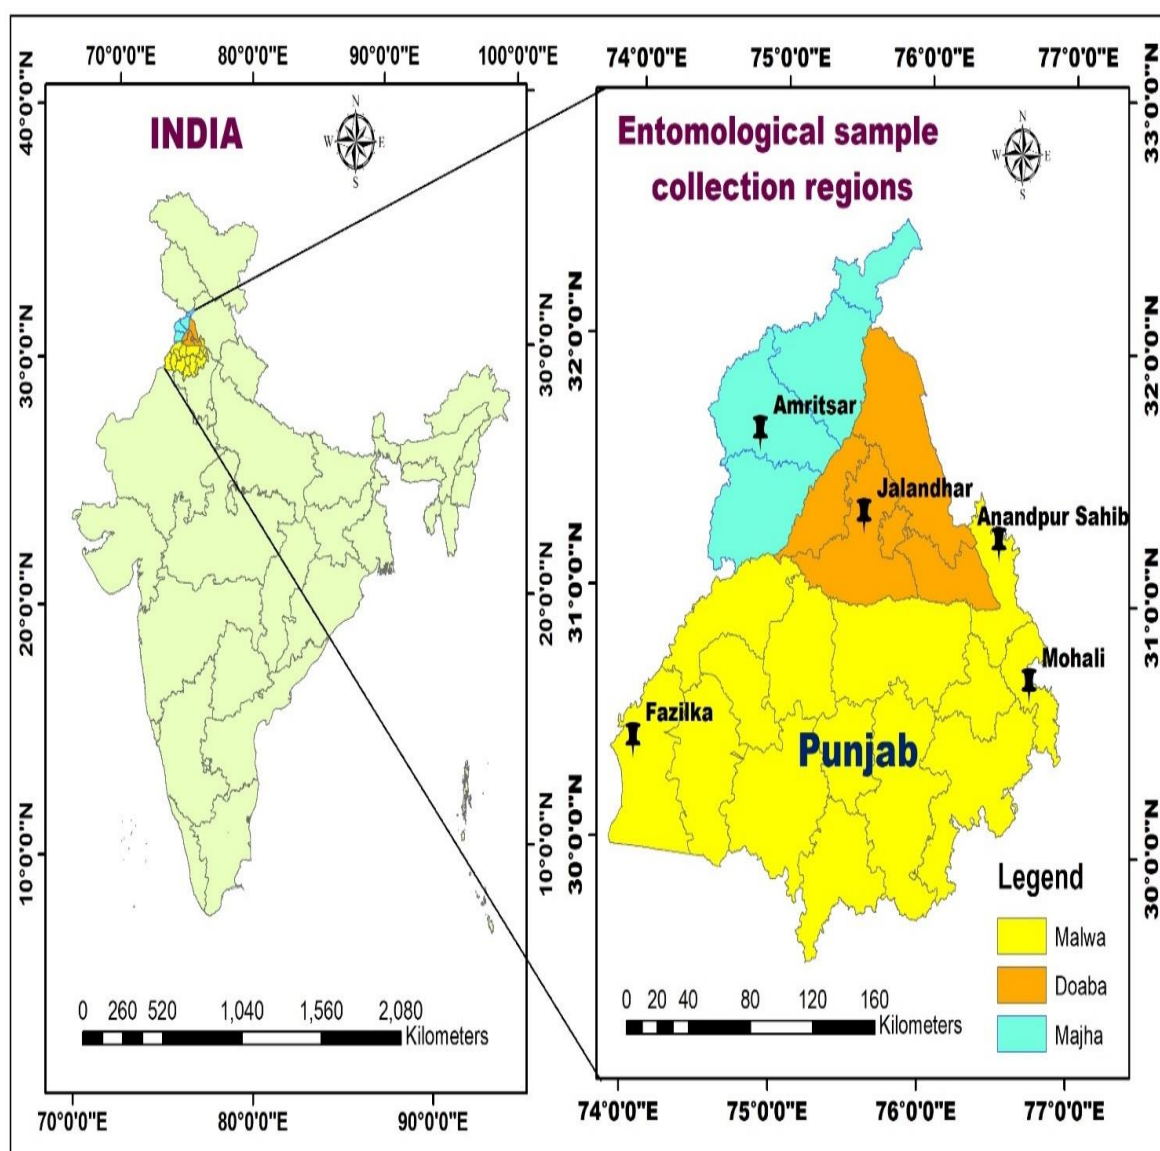 70°0'0"E 80°0'0"E 90°0'0"E 100°0'0"E
40°0'0"N
30°0'0"N
20°0'0"N
10°0'0"N
INDIA
N
W E
S
30°0'0"N
20°0'0"N
10°0'0"N
0 260 520 1,040 1,560 2,080
Kilometers
70°0'0"E 80°0'0"E 90°0'0"E
74°0'0"E 75°0'0"E 76°0'0"E 77°0'0"E
32°0'0"N
31°0'0"N
30°0'0"N
Entomological sample
collection regions
N
W E
S
Amritsar
Jalandhar
Anandpur Sahib
Mohali
Fazilka
Punjab
Legend
Malwa
Doaba
Majha
0 20 40 80 120 160
Kilometers
33°0'0"N
32°0'0"N
31°0'0"N
30°0'0"N
74°0'0"E 75°0'0"E 76°0'0"E 77°0'0"E